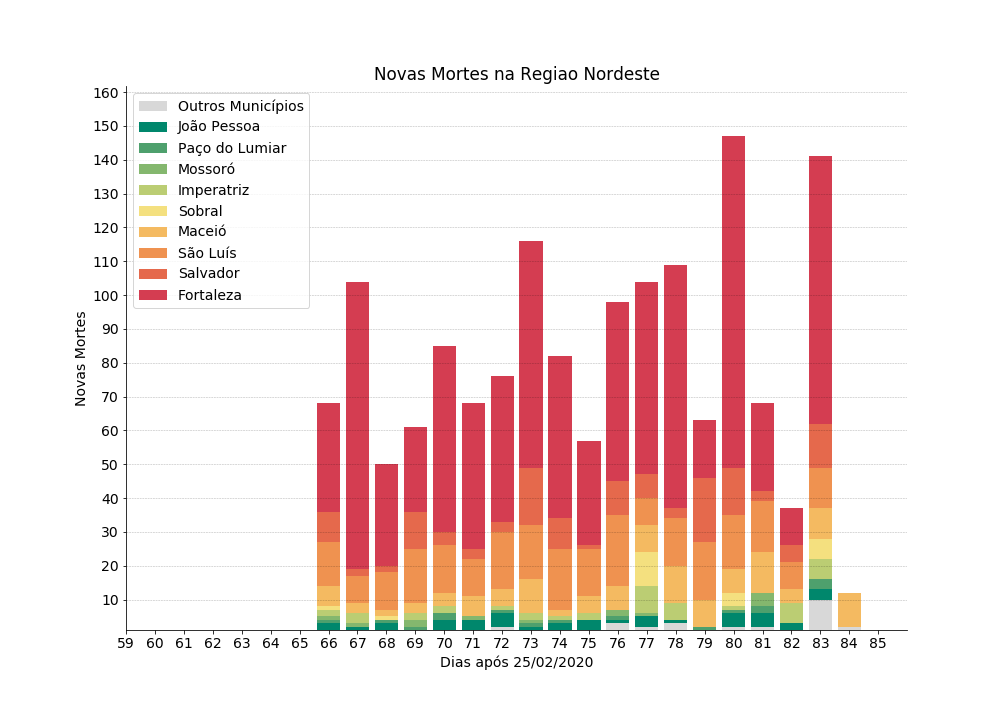 Novas Mortes na Regiao Nordeste
160
150
140
130
120
110
100
90
80
70
60
50
40
30
20
10
Novas Mortes
Outros Municípios
João Pessoa
Paço do Lumiar
Mossoró
Imperatriz
Sobral
Maceió
São Luís
Salvador
Fortaleza
59 60 61 62 63 64 65 66 67 68 69 70 71 72 73 74 75 76 77 78 79 80 81 82 83 84 85
Dias após 25/02/2020